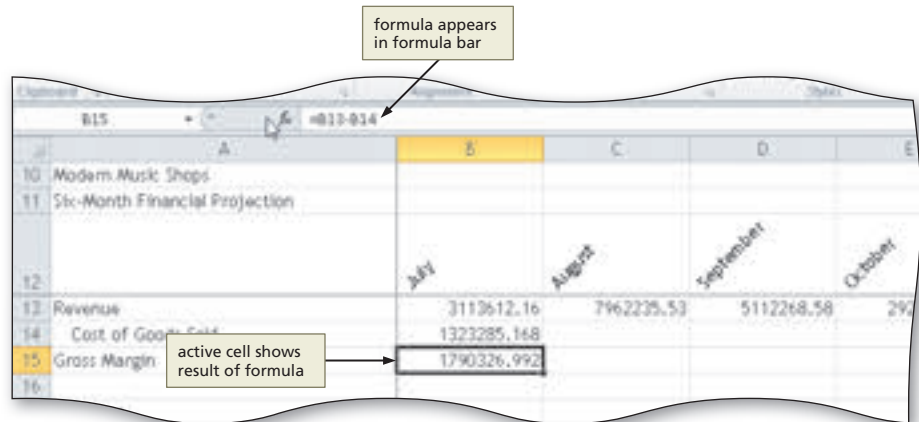 formula appears
in formula bar
Alignment
Styles
B15 fx =B13-B14
A B C D E
10 Modern Music Shops
11 Six-Month Financial Projection
12 July August September October
13 Revenue 3113612.16 7962235.53 5112268.58 292
14 Cost of Goods Sold 1323285.168
15 Gross Margin 1790326.992
active cell shows
result of formula
16